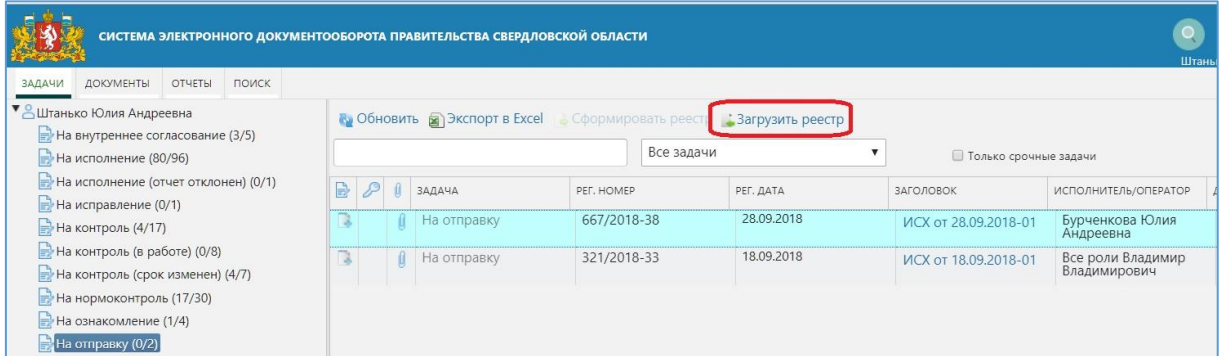 СИСТЕМА ЭЛЕКТРОННОГО ДОКУМЕНТООБОРОТА ПРАВИТЕЛЬСТВА СВЕРДЛОВСКОЙ ОБЛАСТИ
Штань
ЗАДАЧИ ДОКУМЕНТЫ ОТЧЕТЫ ПОИСК
Штанько Юлия Андреевна
На внутреннее согласование (3/5)
На исполнение (80/96)
На исполнение (отчет отклонен) (0/1)
На исправление (0/1)
На контроль (4/17)
На контроль (в работе) (0/8)
На контроль (срок изменен) (4/7)
На нормоконтроль (17/30)
На ознакомление (1/4)
На отправку (0/2)
Обновить Экспорт в Excel Сформировать реестр Загрузить реестр
Все задачи Только срочные задачи
ЗАДАЧА РЕГ. НОМЕР РЕГ. ДАТА ЗАГОЛОВОК ИСПОЛНИТЕЛЬ/ОПЕРАТОР
На отправку 667/2018-38 28.09.2018 ИСХ от 28.09.2018-01 Бурченкова Юлия
Андреевна
На отправку 321/2018-33 18.09.2018 ИСХ от 18.09.2018-01 Все роли Владимир
Владимирович